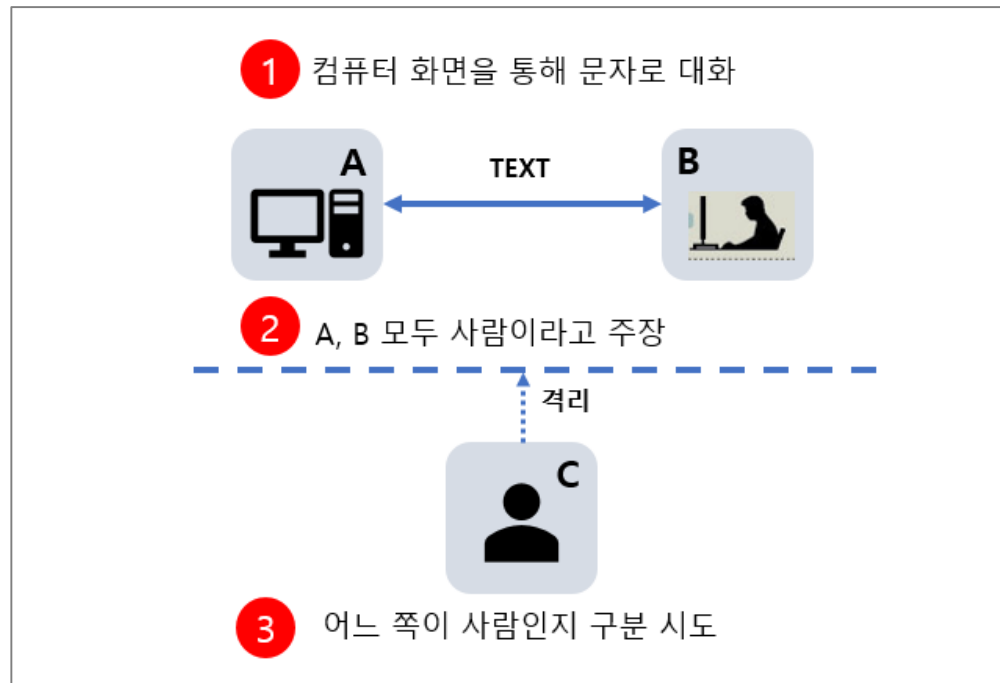 1 컴퓨터 화면을 통해 문자로 대화
A
TEXT
B
2 A, B 모두 사람이라고 주장
격리
C
3 어느 쪽이 사람인지 구분 시도